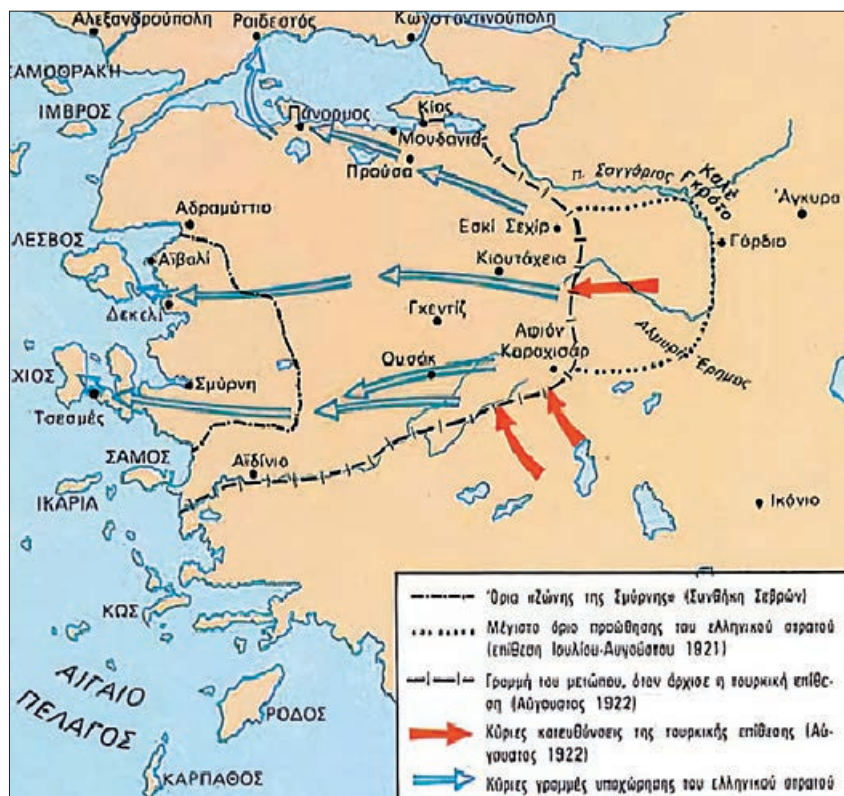 Αλεξανδρούπολη
Ραιδεστός
Κωνσταντινούπολη
ΣΑΜΟΘΡΑΚΗ
ΙΜΒΡΟΣ
Πάνορμος
Κίος
Μουδανιά
Προύσα
π. Σαγγάριος
Καλέ
Γκρότο
Άγκυρα
Αδραμύττιο
Εσκί Σεχίρ
Γόρδιο
ΛΕΣΒΟΣ
Αϊβαλί
Κιουτάχεια
Δεκελί
Γκεντίζ
Αφιόν
Καραχισάρ
Αλμυρή Έρημος
ΧΙΟΣ
Σμύρνη
Ουσάκ
Τσεσμές
ΣΑΜΟΣ
Αϊδίνιο
ΙΚΑΡΙΑ
Ικόνιο
ΚΩΣ
ΑΙΓΑΙΟ
ΠΕΛΑΓΟΣ
ΡΟΔΟΣ
ΚΑΡΠΑΘΟΣ
Όρια «Ζώνης της Σμύρνης» (Συνθήκη Σεβρών)
Μέγιστο όριο προώθησης του ελληνικού στρατού
(επίθεση Ιουλίου-Αυγούστου 1921)
Γραμμή του μετώπου, όταν άρχισε η τουρκική επίθε-
ση (Αύγουστος 1922)
Κύριες κατευθύνσεις της τουρκικής επίθεσης (Αύ-
γουστος 1922)
Κύριες γραμμές υποχώρησης του ελληνικού στρατού